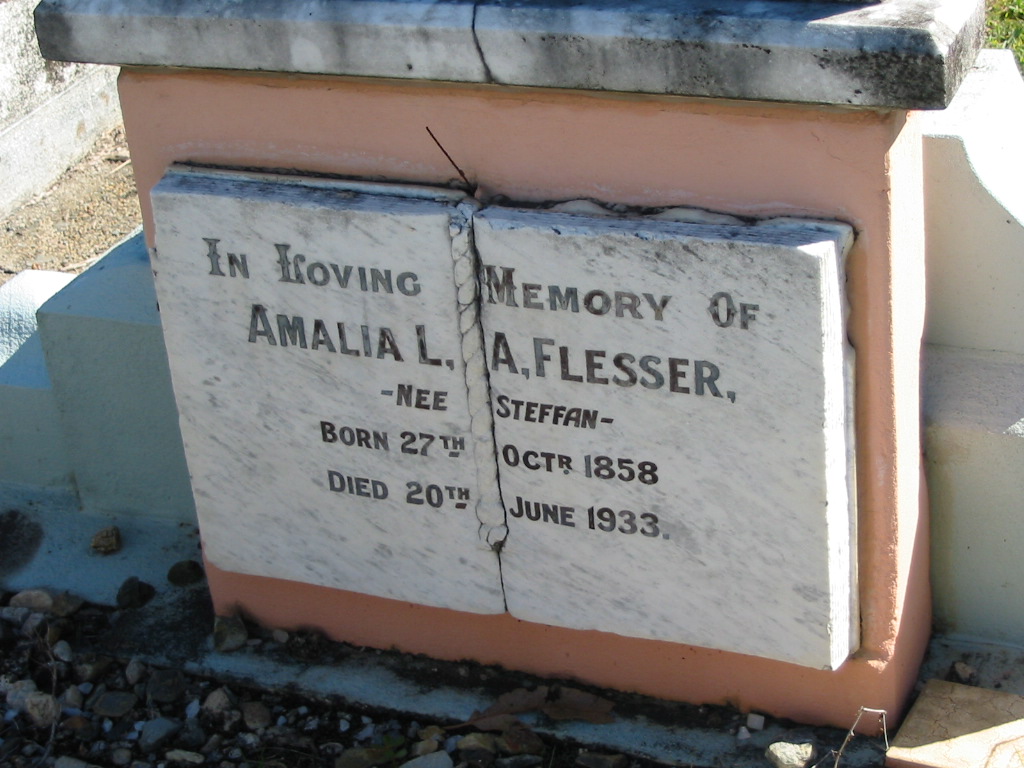 IN LOVING MEMORY OF
AMALIA L. A. FLESSER,
-NEE STEFFAN-
BORN 27TH OCTR. 1858
DIED 20TH JUNE 1933.